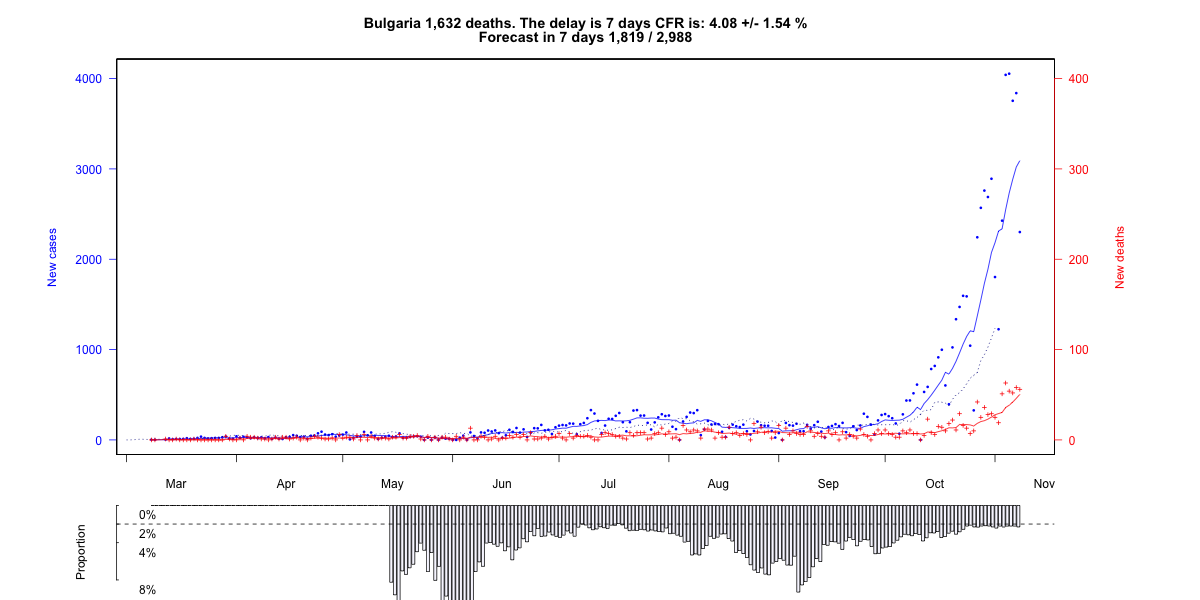 Bulgaria 1,632 deaths. The delay is 7 days CFR is: 4.08 +/- 1.54 %
Forecast in 7 days 1,819 / 2,988
4000
3000
2000
1000
0
New cases
400
300
200
100
0
New deaths
Mar Apr May Jun Jul Aug Sep Oct Nov
Proportion
0%
2%
4%
8%